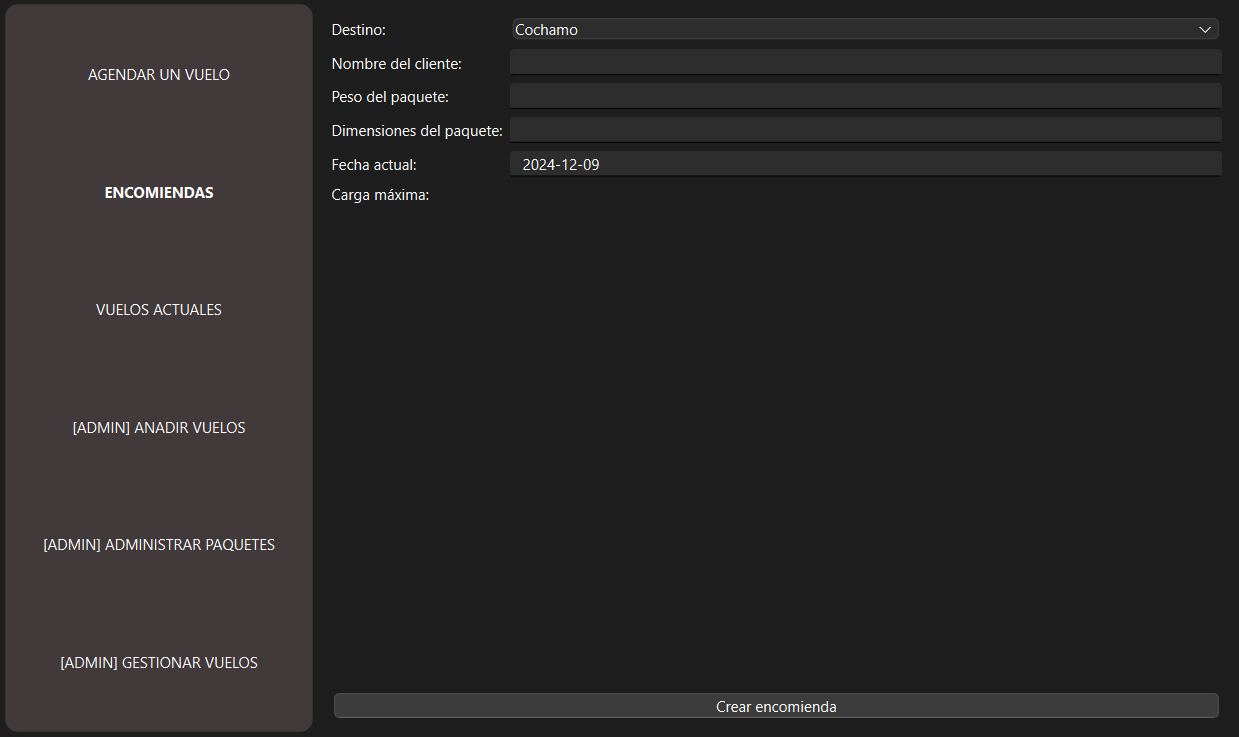 AGENDAR UN VUELO
ENCOMIENDAS
VUELOS ACTUALES
[ADMIN] ANADIR VUELOS
[ADMIN] ADMINISTRAR PAQUETES
[ADMIN] GESTIONAR VUELOS
Destino: Cochamo
Nombre del cliente:
Peso del paquete:
Dimensiones del paquete:
Fecha actual: 2024-12-09
Carga máxima:
Crear encomienda